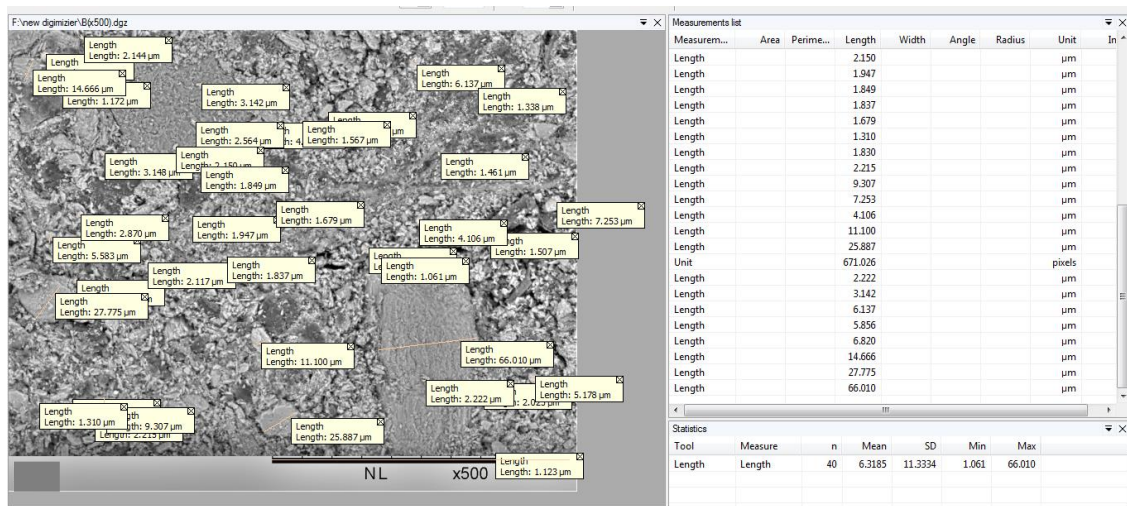 F:\new digimizier\B(x500).dgz
Length
Length: 2.144 µm
Length
Length
Length: 14.666 µm
Length: 1.172 µm
Length
Length: 3.142 µm
Length
Length: 6.137 µm
Length
Length: 1.338 µm
Length
Length: 2.564 µm
Length
Length: 1.567 µm
µm
Length
Length: 3.148 µm
Length
Length: 2.150 µm
Length
Length: 1.849 µm
Length
Length: 1.461 µm
Length
Length: 1.679 µm
Length
Length: 7.253 µm
Length
Length: 2.870 µm
Length
Length: 1.947 µm
Length
Length: 4.106 µm
Length: 1.507 µm
Length
Length: 5.583 µm
Length
Length: 2.117 µm
Length
Length: 1.837 µm
Length
Length
Length: 1.061 µm
Length
Length
Length: 27.775 µm
Length
Length: 11.100 µm
Length
Length: 66.010 µm
Length
Length: 2.222 µm
Length
Length: 5.178 µm
Length
Length: 1.310 µm
Length: 9.307 µm
Length: 2.215 µm
Length
Length: 25.887 µm
Length
Length: 1.123 µm
NL x500
Measurements list
Measurem... Area Perime... Length Width Angle Radius Unit In
Length 2.150 µm
Length 1.947 µm
Length 1.849 µm
Length 1.837 µm
Length 1.679 µm
Length 1.310 µm
Length 1.830 µm
Length 2.215 µm
Length 9.307 µm
Length 7.253 µm
Length 4.106 µm
Length 11.100 µm
Length 25.887 µm
Unit 671.026 pixels
Length 2.222 µm
Length 3.142 µm
Length 6.137 µm
Length 5.856 µm
Length 6.820 µm
Length 14.666 µm
Length 27.775 µm
Length 66.010 µm
Statistics
Tool Measure n Mean SD Min Max
Length Length 40 6.3185 11.3334 1.061 66.010